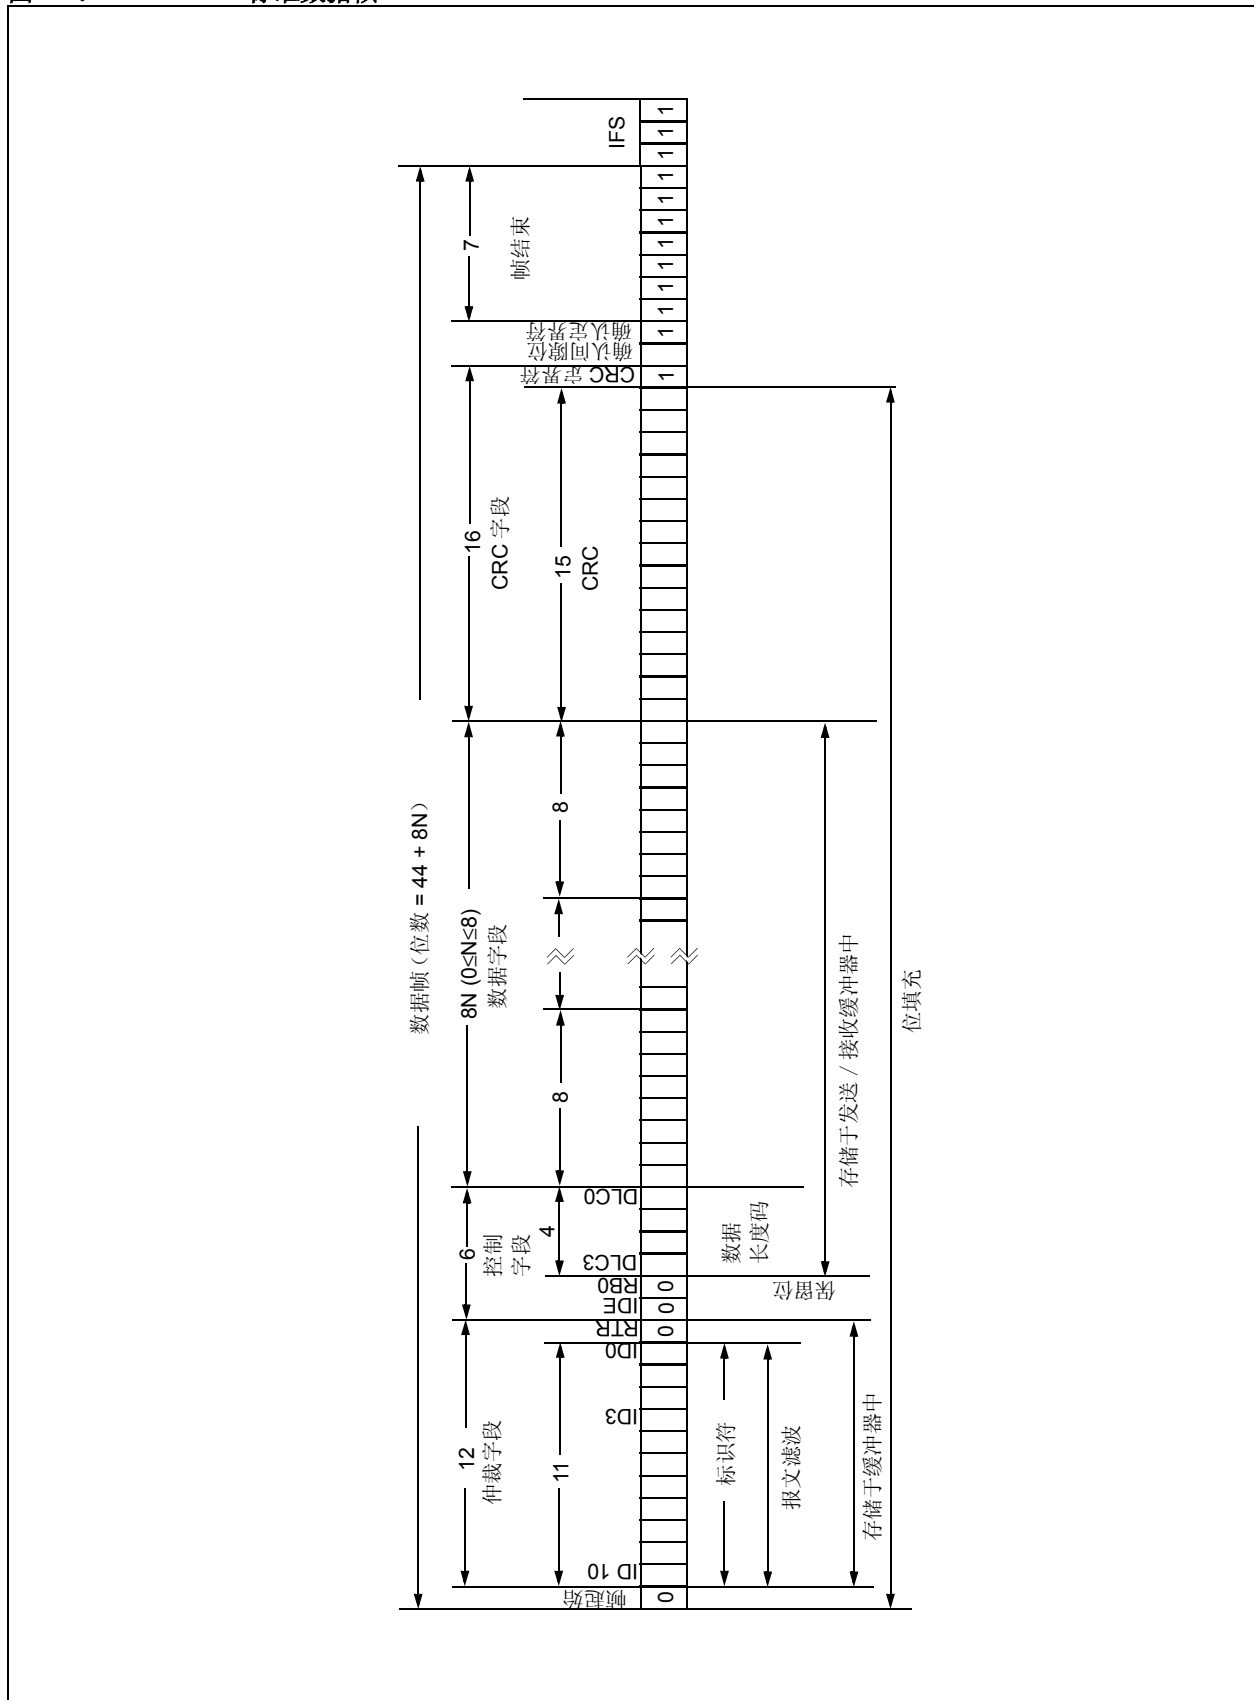 标准数据帧
数据帧（位数 = 44 + 8N）
12
仲裁字段
6
控制
字段
8N (0≤N≤8)
数据字段
16
CRC 字段
7
帧结束
IFS
11
4
8
8
15
CRC
帧起始
ID 10
ID3
ID0
RTR
IDE
RB0
DLC3
DLC0
CRC 定界符
确认间隙位
确认定界符
0
0
0
0
1
1
1
1
1
1
1
1
1
1
1
1
标识符
报文滤波
存储于缓冲器中
保留位
数据
长度码
存储于发送 / 接收缓冲器中
位填充